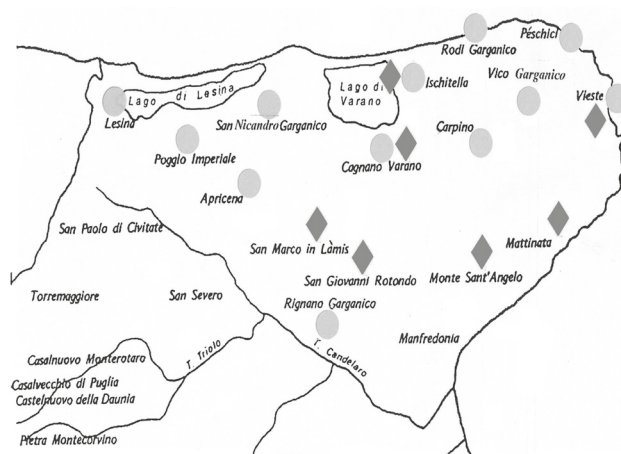 Péschici
Rodi Garganico
Lago di Lesina
Lago di
Varano
Ischitella
Vico Garganico
Vieste
Lesina
San Nicandro Garganico
Carpino
Poggio Imperiale
Cagnano Varano
Apricena
San Paolo di Civitate
San Marco in Làmis
Mattinata
San Giovanni Rotondo
Monte Sant'Angelo
Torremaggiore
San Severo
Rignano Garganico
Manfredonia
T. Triolo
T. Candelaro
Casalnuovo Monterotaro
Casalvecchio di Puglia
Castelnuovo della Daunia
Pietra Montecorvino